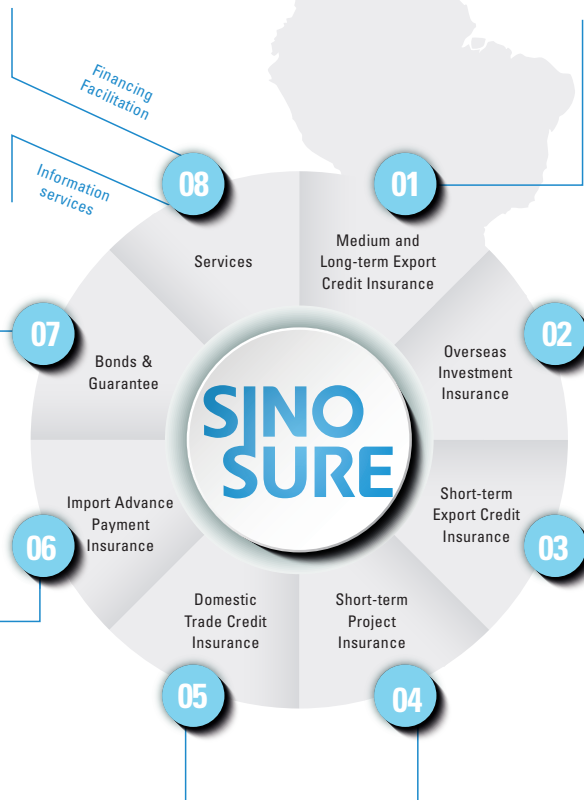 Financing
Facilitation
Information
services
08
Services
01
Medium and
Long-term Export
Credit Insurance
02
Overseas
Investment
Insurance
03
Short-term
Export Credit
Insurance
04
Short-term
Project
Insurance
05
Domestic
Trade Credit
Insurance
06
Import Advance
Payment
Insurance
07
Bonds &
Guarantee
SINO
SURE